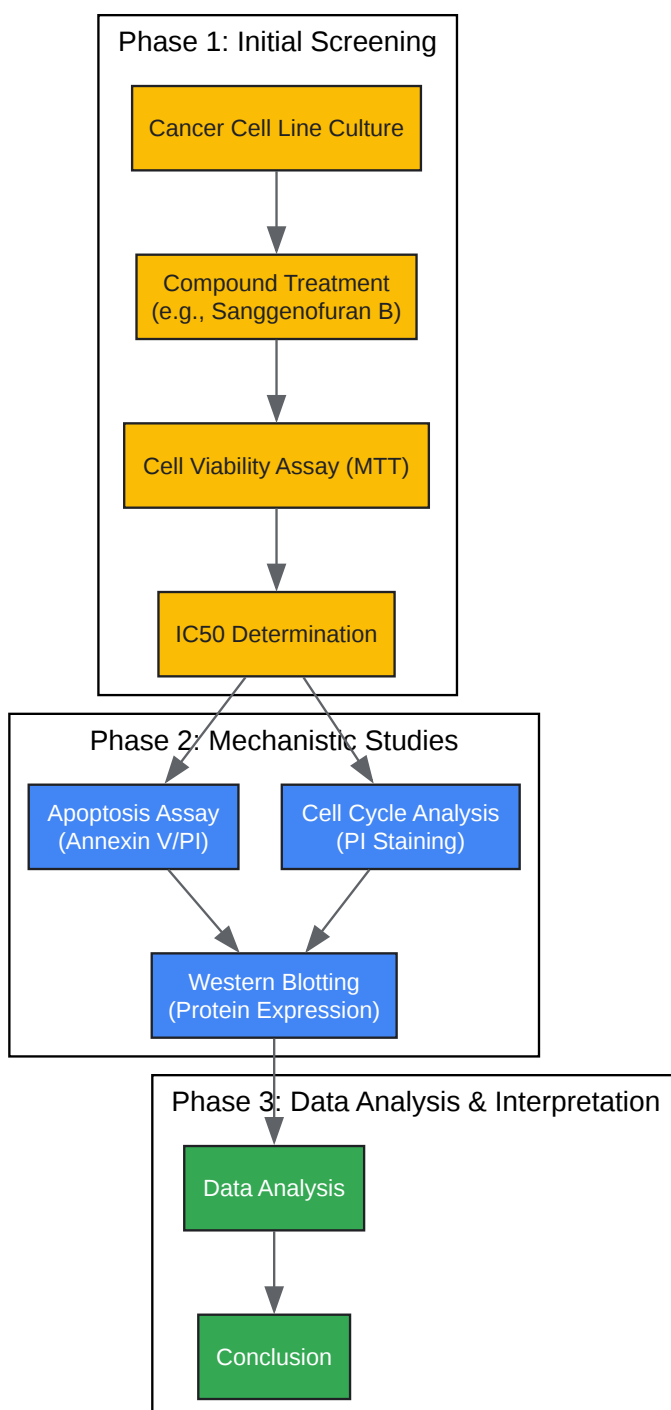 Phase 1: Initial Screening
Cancer Cell Line Culture
Compound Treatment
(e.g., Sanggenofuran B)
Cell Viability Assay (MTT)
IC50 Determination
Phase 2: Mechanistic Studies
Apoptosis Assay
(Annexin V/PI)
Cell Cycle Analysis
(PI Staining)
Western Blotting
(Protein Expression)
Phase 3: Data Analysis & Interpretation
Data Analysis
Conclusion